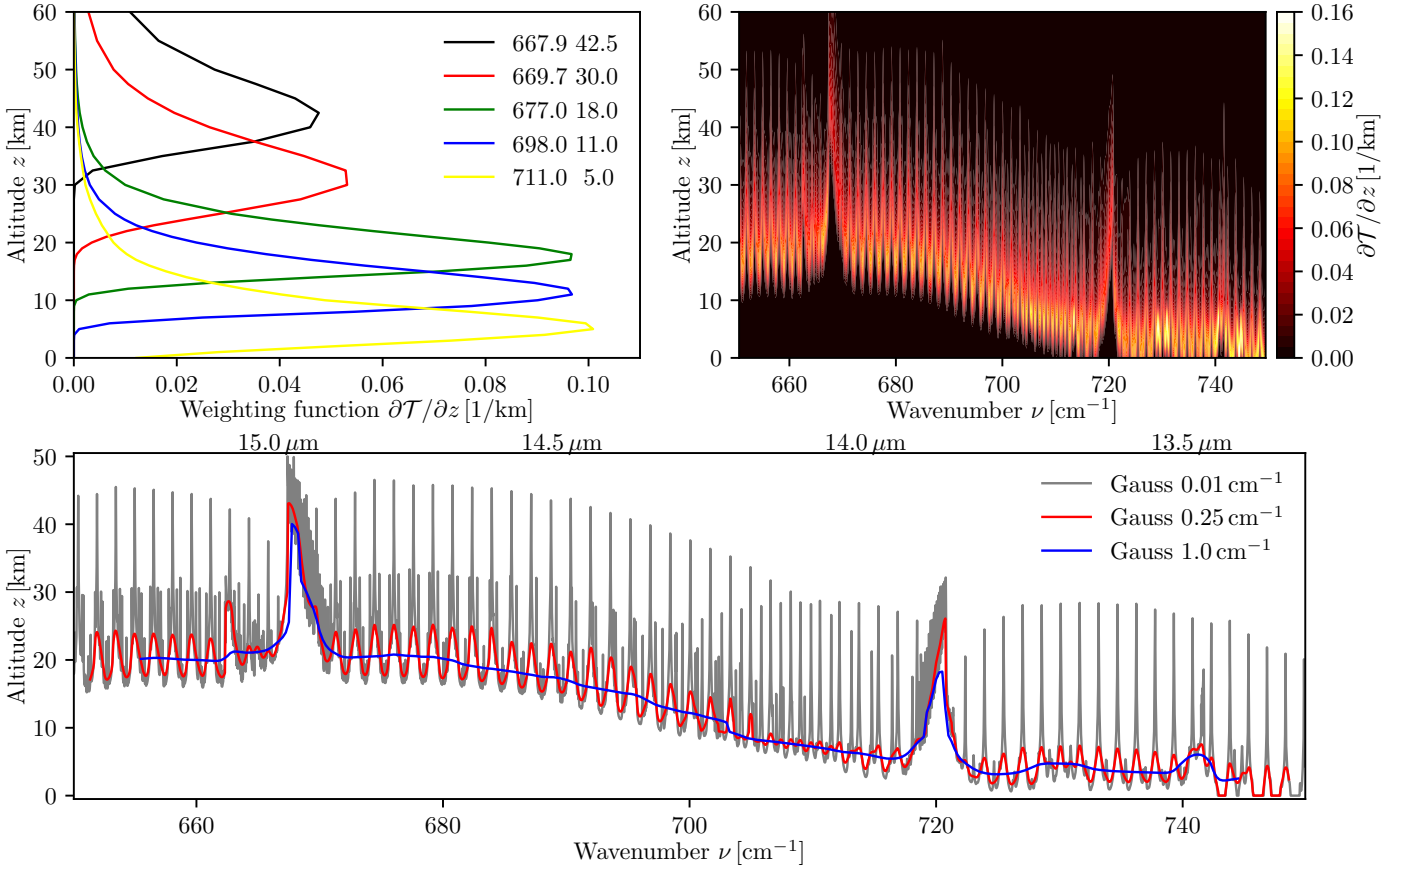 60
50
40
30
20
10
0
Altitude z [km]
667.9 42.5
669.7 30.0
677.0 18.0
698.0 11.0
711.0 5.0
0.00 0.02 0.04 0.06 0.08 0.10
Weighting function ∂𝒯/∂z [1/km]
60
50
40
30
20
10
0
Altitude z [km]
660 680 700 720 740
Wavenumber ν [cm⁻¹]
0.16
0.14
0.12
0.10
0.08
0.06
0.04
0.02
0.00
∂𝒯/∂z [1/km]
15.0 μm 14.5 μm 14.0 μm 13.5 μm
50
40
30
20
10
0
Altitude z [km]
Gauss 0.01 cm⁻¹
Gauss 0.25 cm⁻¹
Gauss 1.0 cm⁻¹
660 680 700 720 740
Wavenumber ν [cm⁻¹]